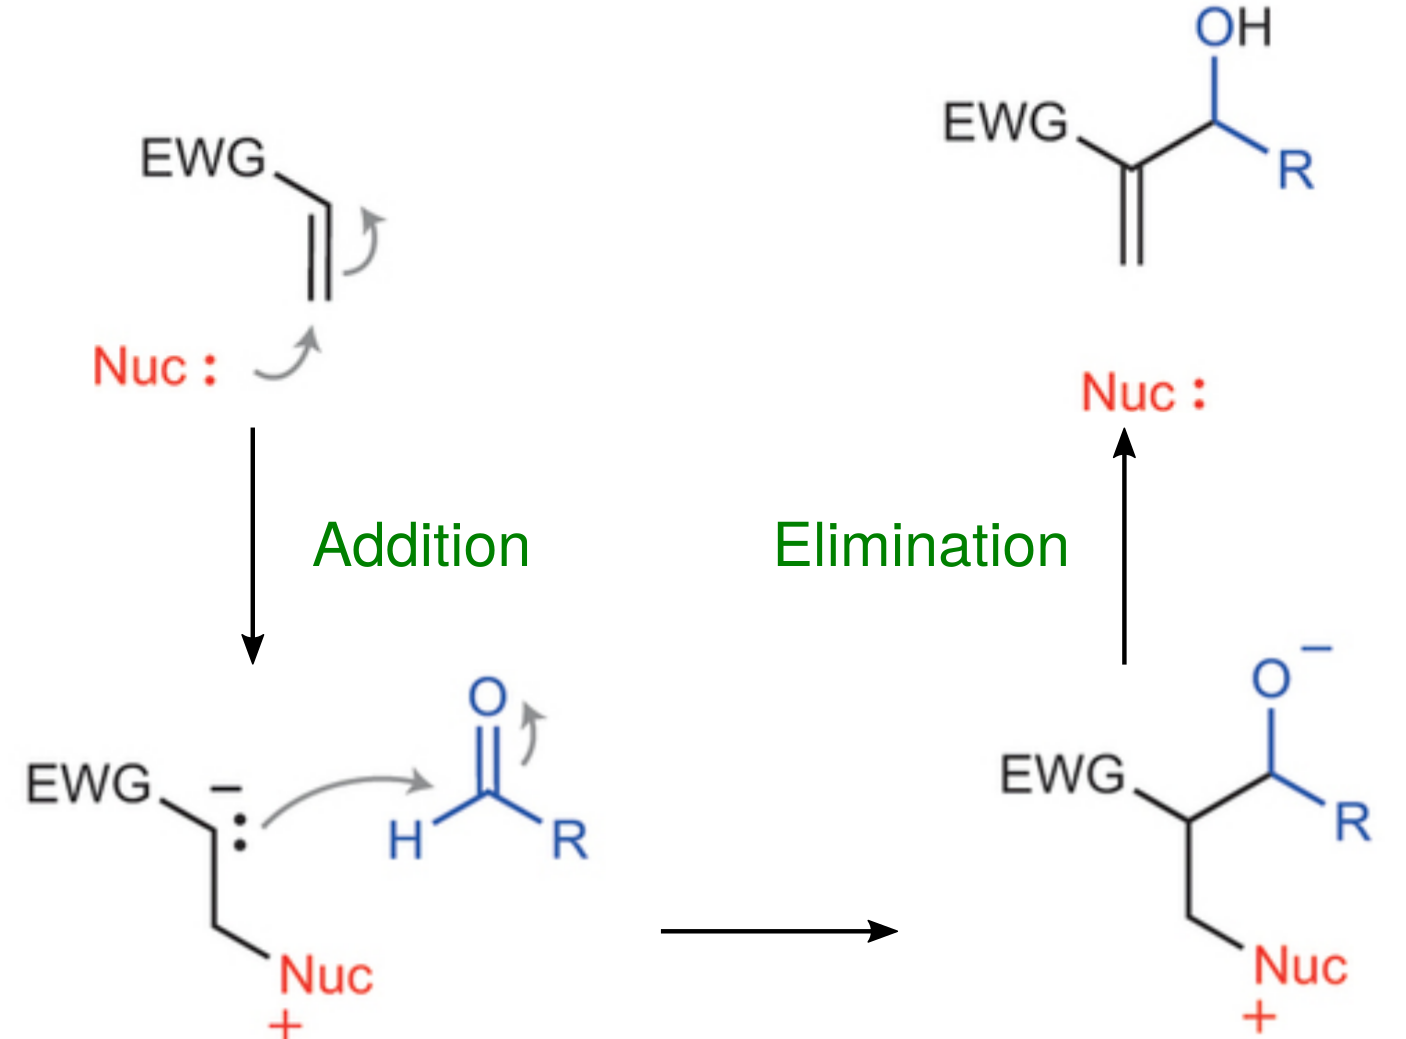 OH
EWG
R
EWG
Nuc :
Nuc :
Addition
Elimination
O
O −
EWG −
:
H
R
EWG
R
Nuc
+
Nuc
+